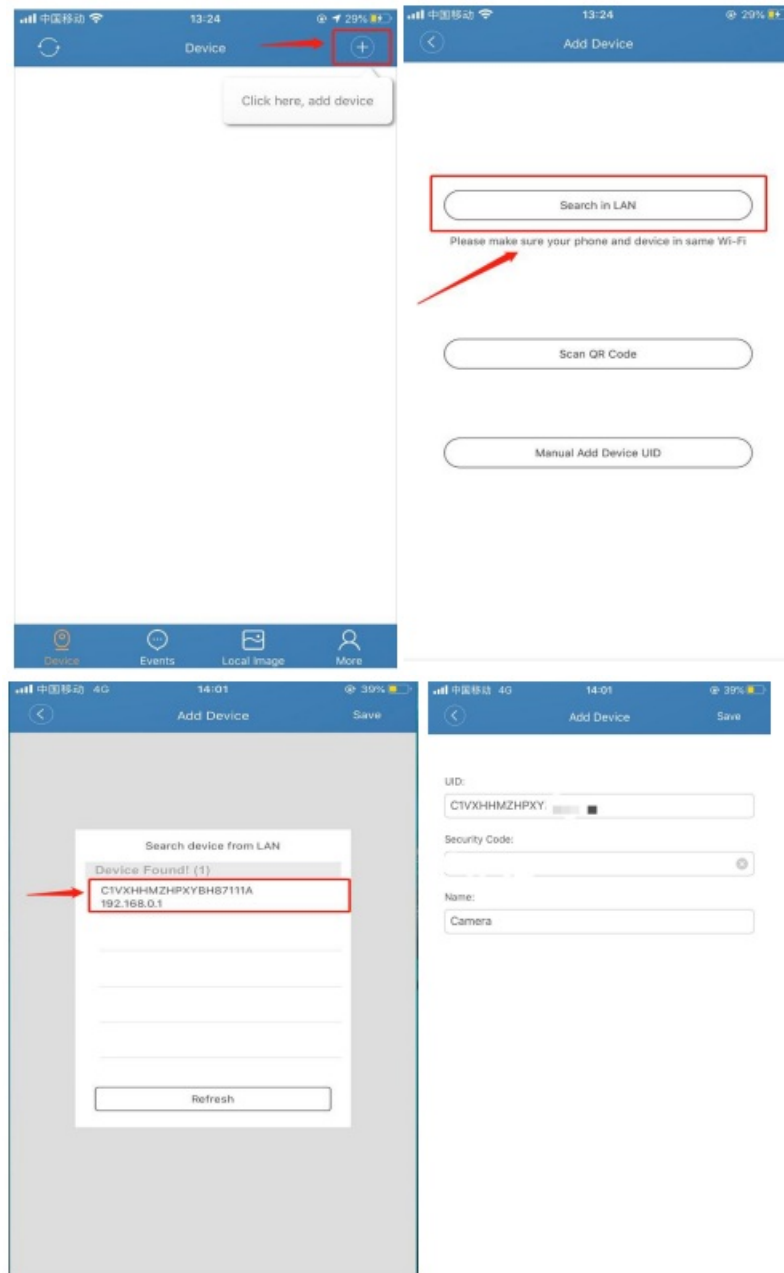 中国移动 13:24 29%
Device
Click here, add device
Device Events Local Image More
中国移动 13:24 29%
Add Device
Search in LAN
Please make sure your phone and device in same Wi-Fi
Scan QR Code
Manual Add Device UID
中国移动 4G 14:01 39%
Add Device Save
Search device from LAN
Device Found! (1)
C1VXHHMZHPXYBH87111A
192.168.0.1
Refresh
中国移动 4G 14:01 39%
Add Device Save
UID:
C1VXHHMZHPXY
Security Code:
Name:
Camera